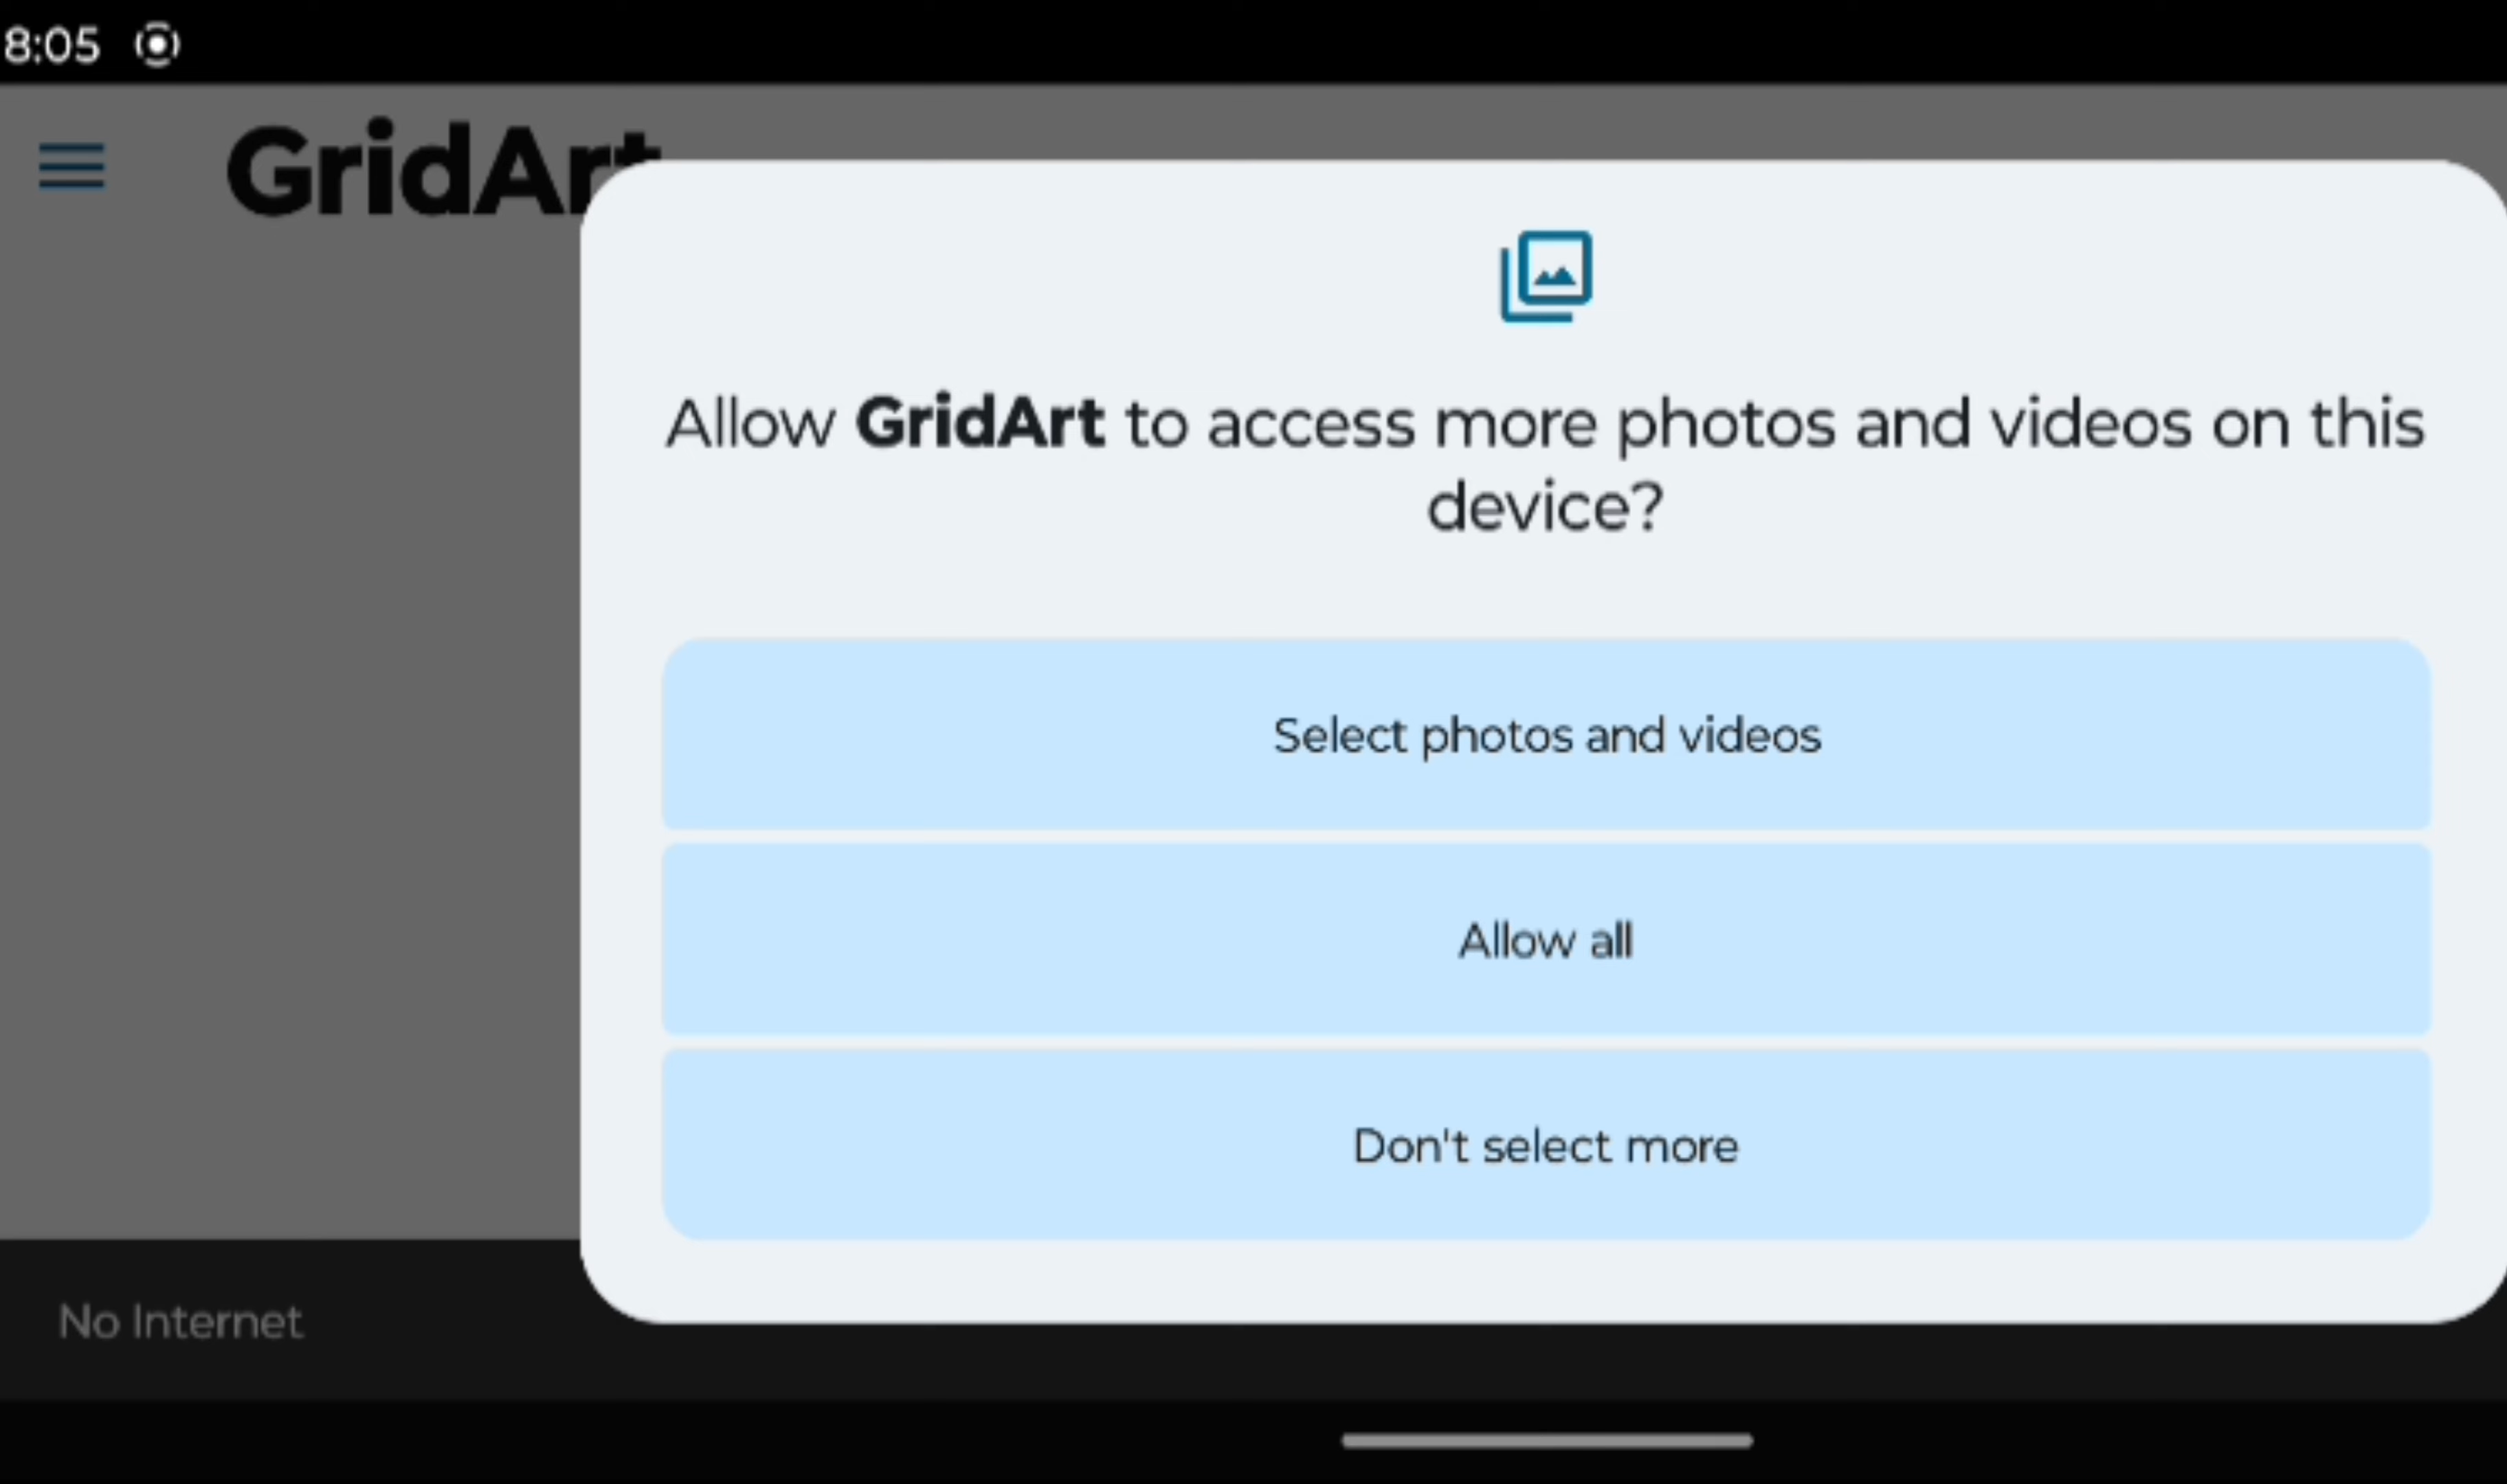 8:05
GridArt
Allow GridArt to access more photos and videos on this
device?
Select photos and videos
Allow all
Don't select more
No Internet